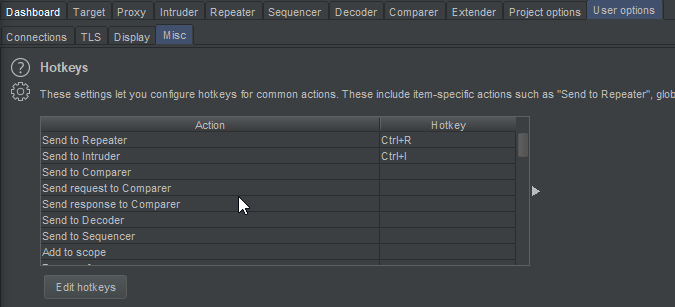 Dashboard Target Proxy Intruder Repeater Sequencer Decoder Comparer Extender Project options User options
Connections TLS Display Misc
? Hotkeys
These settings let you configure hotkeys for common actions. These include item-specific actions such as "Send to Repeater", glob
Action Hotkey
Send to Repeater Ctrl+R
Send to Intruder Ctrl+I
Send to Comparer
Send request to Comparer
Send response to Comparer
Send to Decoder
Send to Sequencer
Add to scope
Edit hotkeys